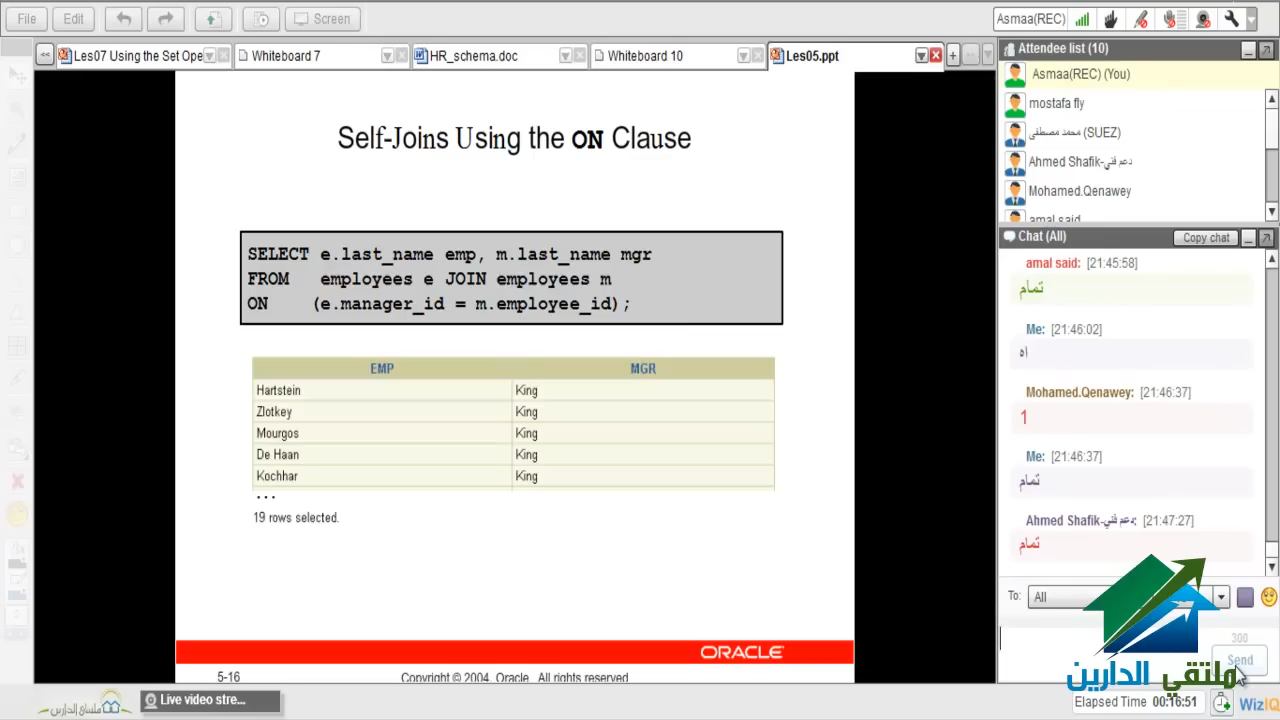 File Edit Screen Asmaa(REC)
<< Les07 Using the Set Ope Whiteboard 7 HR_schema.doc Whiteboard 10 Les05.ppt
Self-Joins Using the ON Clause
SELECT e.last_name emp, m.last_name mgr
FROM employees e JOIN employees m
ON (e.manager_id = m.employee_id);
EMP MGR
Hartstein King
Zlotkey King
Mourgos King
De Haan King
Kochhar King
...
19 rows selected.
ORACLE
5-16 Copyright © 2004, Oracle. All rights reserved
Attendee list (10)
Asmaa(REC) (You)
mostafa fly
محمد مصطفى (SUEZ)
Ahmed Shafik-دعم فني
Mohamed.Qenawey
amal said
Chat (All) Copy chat
amal said: [21:45:58]
تمام
Me: [21:46:02]
اه
Mohamed.Qenawey: [21:46:37]
1
Me: [21:46:37]
تمام
Ahmed Shafik-دعم فني: [21:47:27]
تمام
To: All
300
Send
ملتقي الدارين
Live video stre...
Elapsed Time 00:16:51 WizIQ